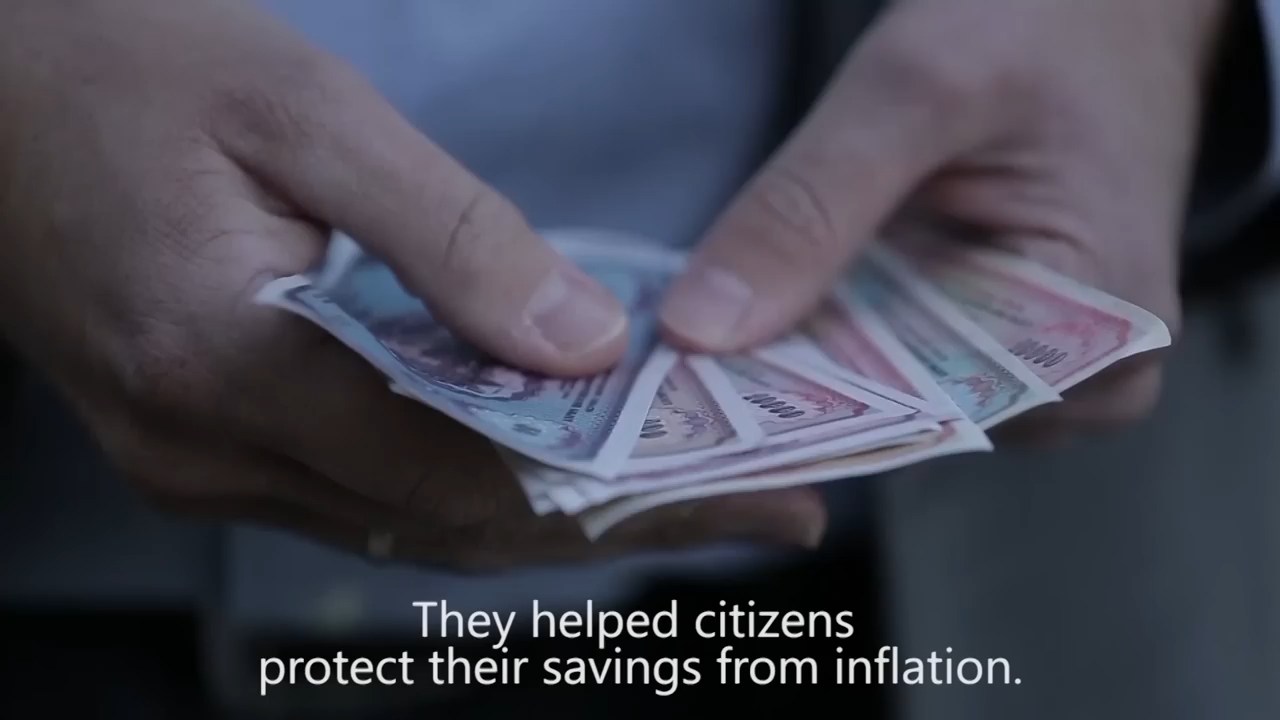 They helped citizens
protect their savings from inflation.